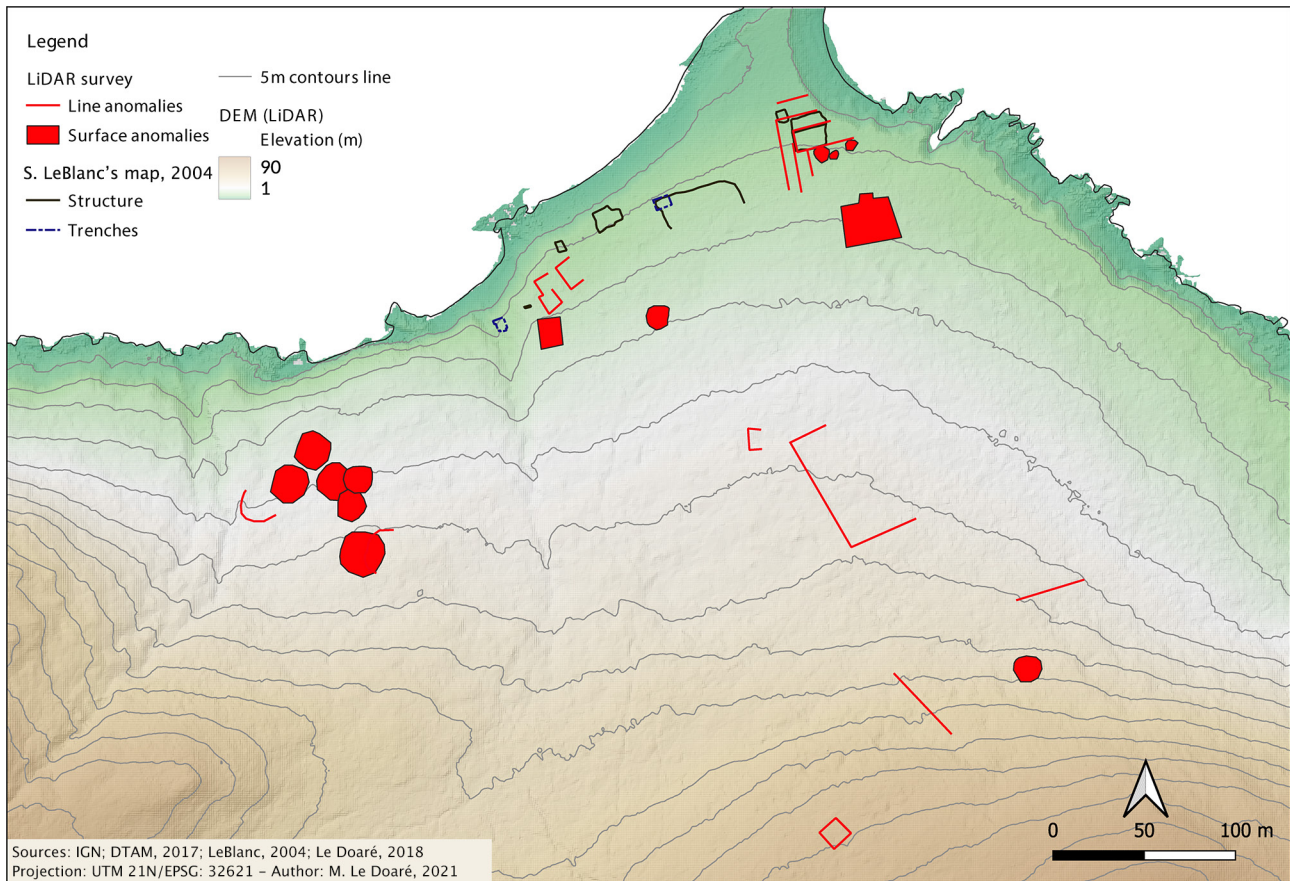 Legend
LiDAR survey
Line anomalies
Surface anomalies
S. LeBlanc's map, 2004
Structure
Trenches
5m contours line
DEM (LiDAR)
Elevation (m)
90
1
0 50 100 m
Sources: IGN; DTAM, 2017; LeBlanc, 2004; Le Doaré, 2018
Projection: UTM 21N/EPSG: 32621 – Author: M. Le Doaré, 2021